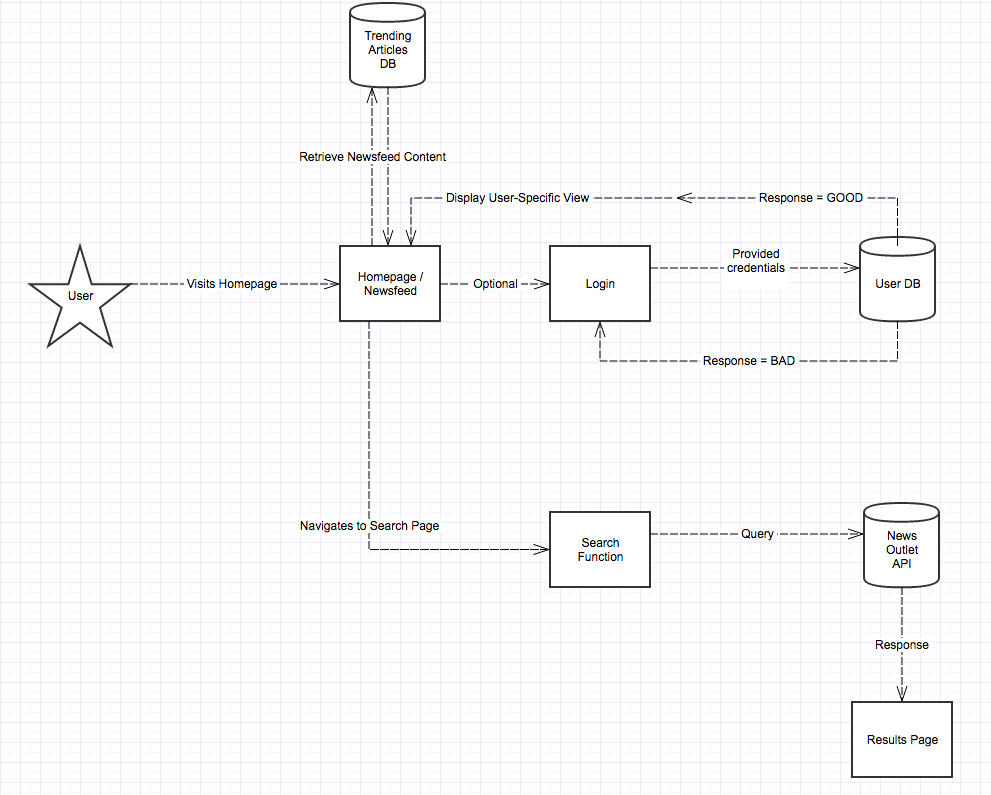 Trending
Articles
DB
Retrieve Newsfeed Content
Display User-Specific View
Response = GOOD
User
Visits Homepage
Homepage /
Newsfeed
Optional
Login
Provided
credentials
User DB
Response = BAD
Navigates to Search Page
Search
Function
Query
News
Outlet
API
Response
Results Page